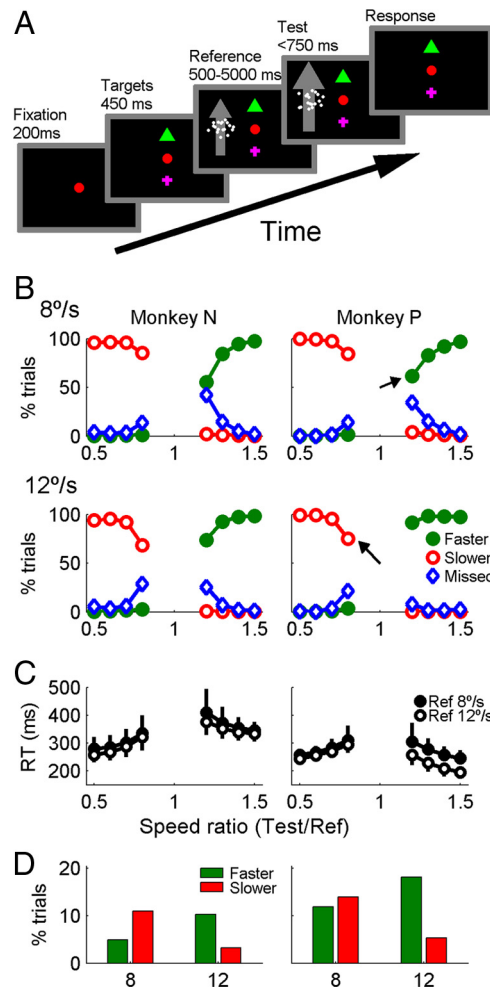 A
Fixation
200ms
Targets
450 ms
Reference
500-5000 ms
Test
<750 ms
Response
Time
B
8º/s
Monkey N
Monkey P
% trials
100
50
0
0.5
1
1.5
0.5
1
1.5
12º/s
% trials
100
50
0
0.5
1
1.5
0.5
1
1.5
Faster
Slower
Missed
C
RT (ms)
500
400
300
200
0.5
1
1.5
0.5
1
1.5
Ref 8º/s
Ref 12º/s
Speed ratio (Test/Ref)
D
% trials
20
10
0
Faster
Slower
8
12
8
12